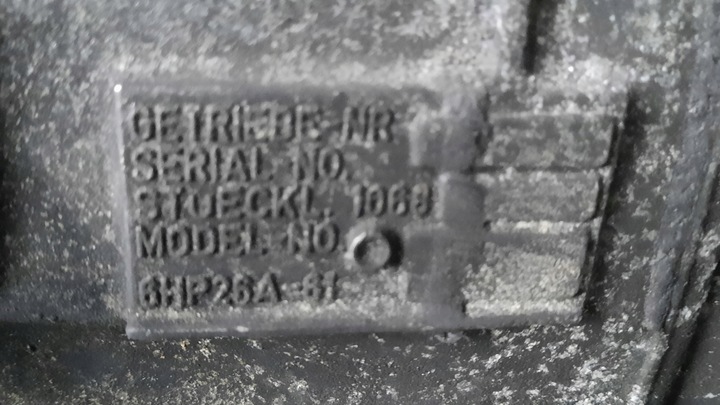 GETRIEBE-NR
SERIAL NO.
STUECKL. 1068
MODEL-NO.
6HP26A-61